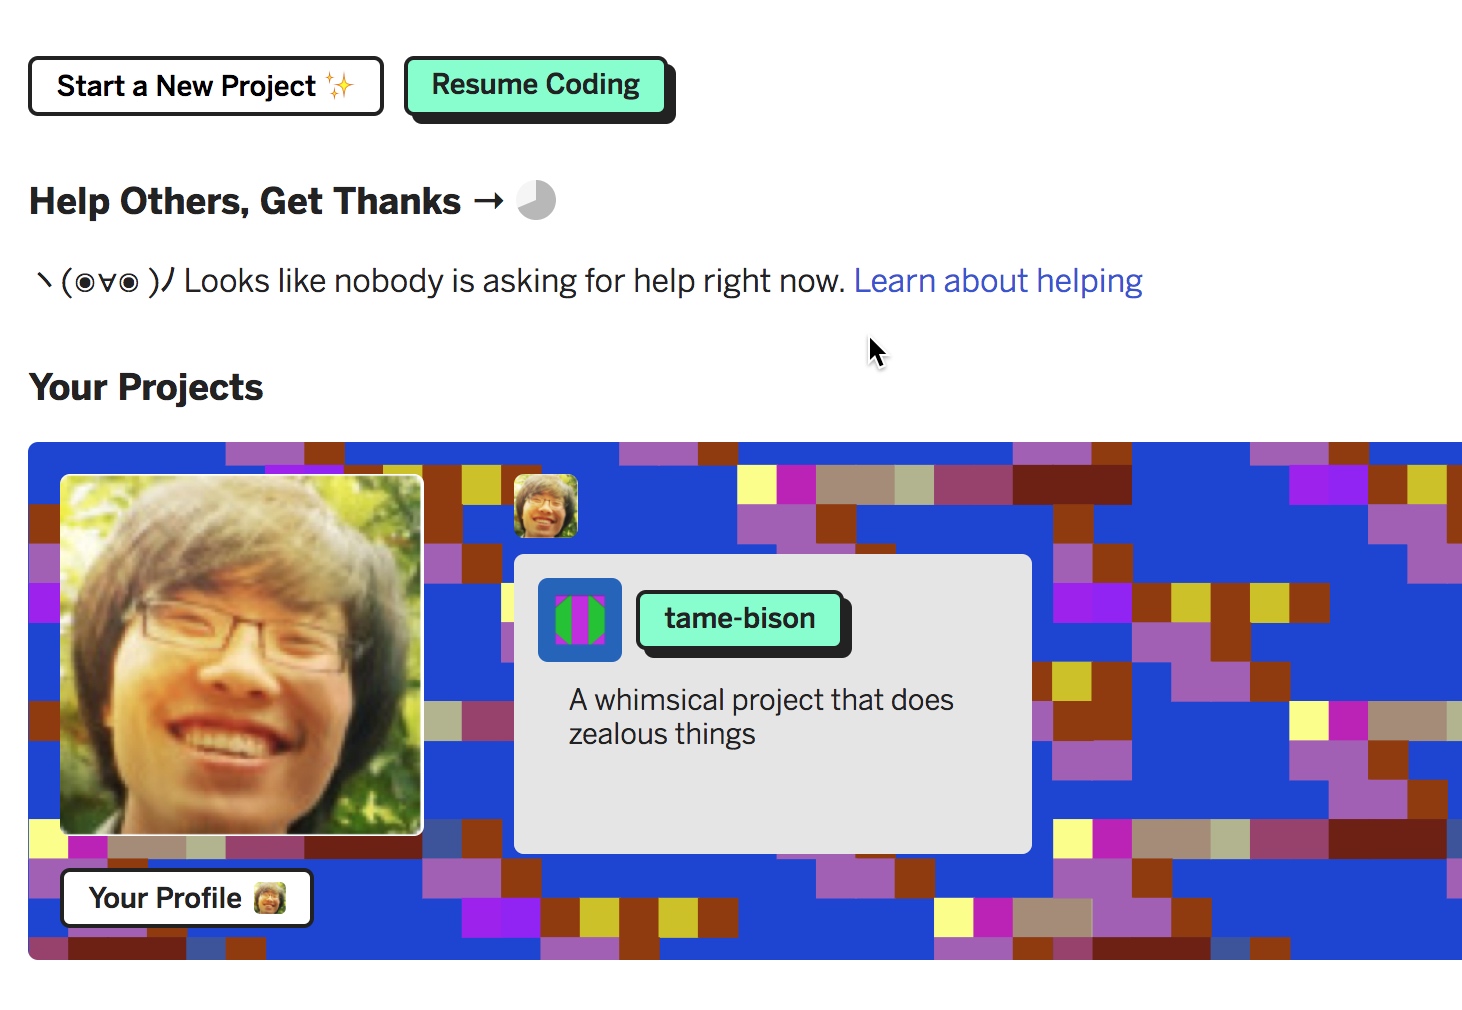 Start a New Project ✨
Resume Coding
Help Others, Get Thanks →
ヽ(◉∀◉ )ﾉ Looks like nobody is asking for help right now. Learn about helping
Your Projects
tame-bison
A whimsical project that does
zealous things
Your Profile